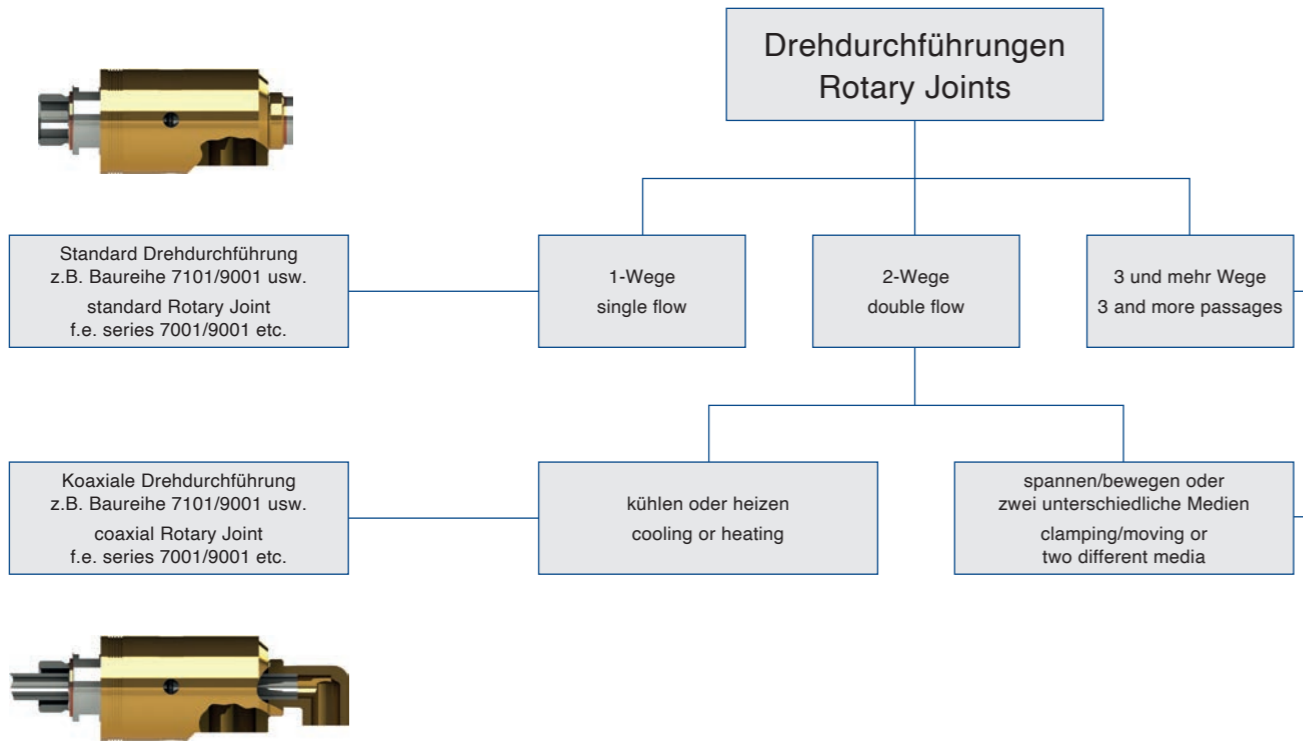 Drehdurchführungen
Rotary Joints
Standard Drehdurchführung
z.B. Baureihe 7101/9001 usw.
standard Rotary Joint
f.e. series 7001/9001 etc.
1-Wege
single flow
2-Wege
double flow
3 und mehr Wege
3 and more passages
Koaxiale Drehdurchführung
z.B. Baureihe 7101/9001 usw.
coaxial Rotary Joint
f.e. series 7001/9001 etc.
kühlen oder heizen
cooling or heating
spannen/bewegen oder
zwei unterschiedliche Medien
clamping/moving or
two different media